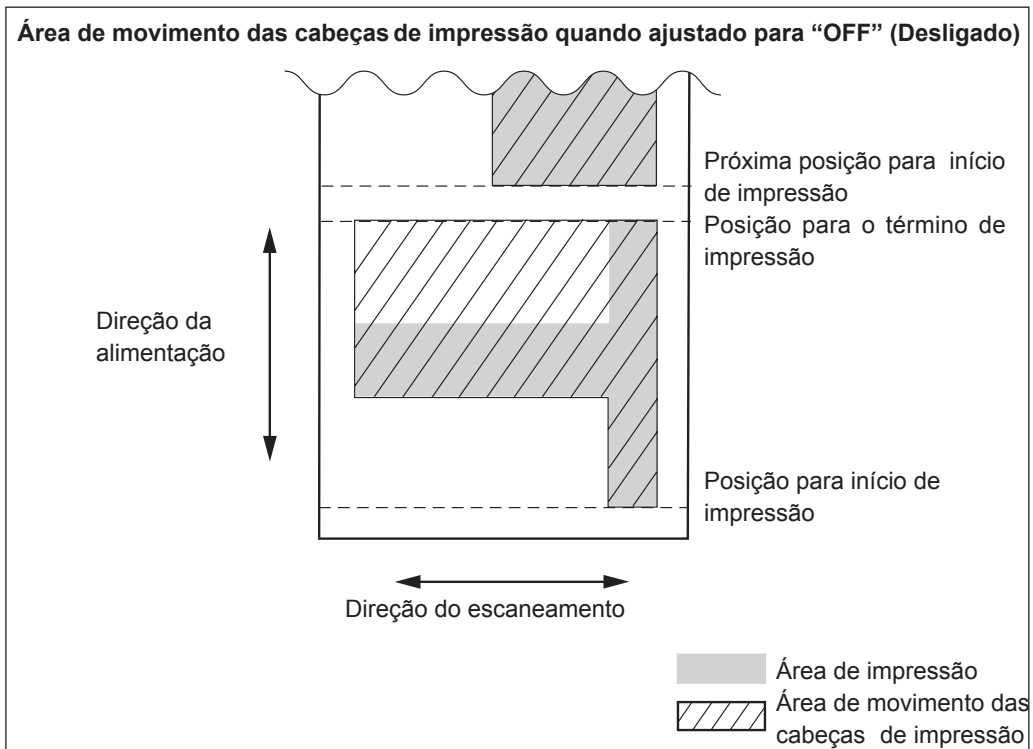 Área de movimento das cabeças de impressão quando ajustado para “OFF” (Desligado)
Próxima posição para início
de impressão
Posição para o término de
impressão
Direção da
alimentação
Posição para início de
impressão
Direção do escaneamento
Área de impressão
Área de movimento das
cabeças de impressão